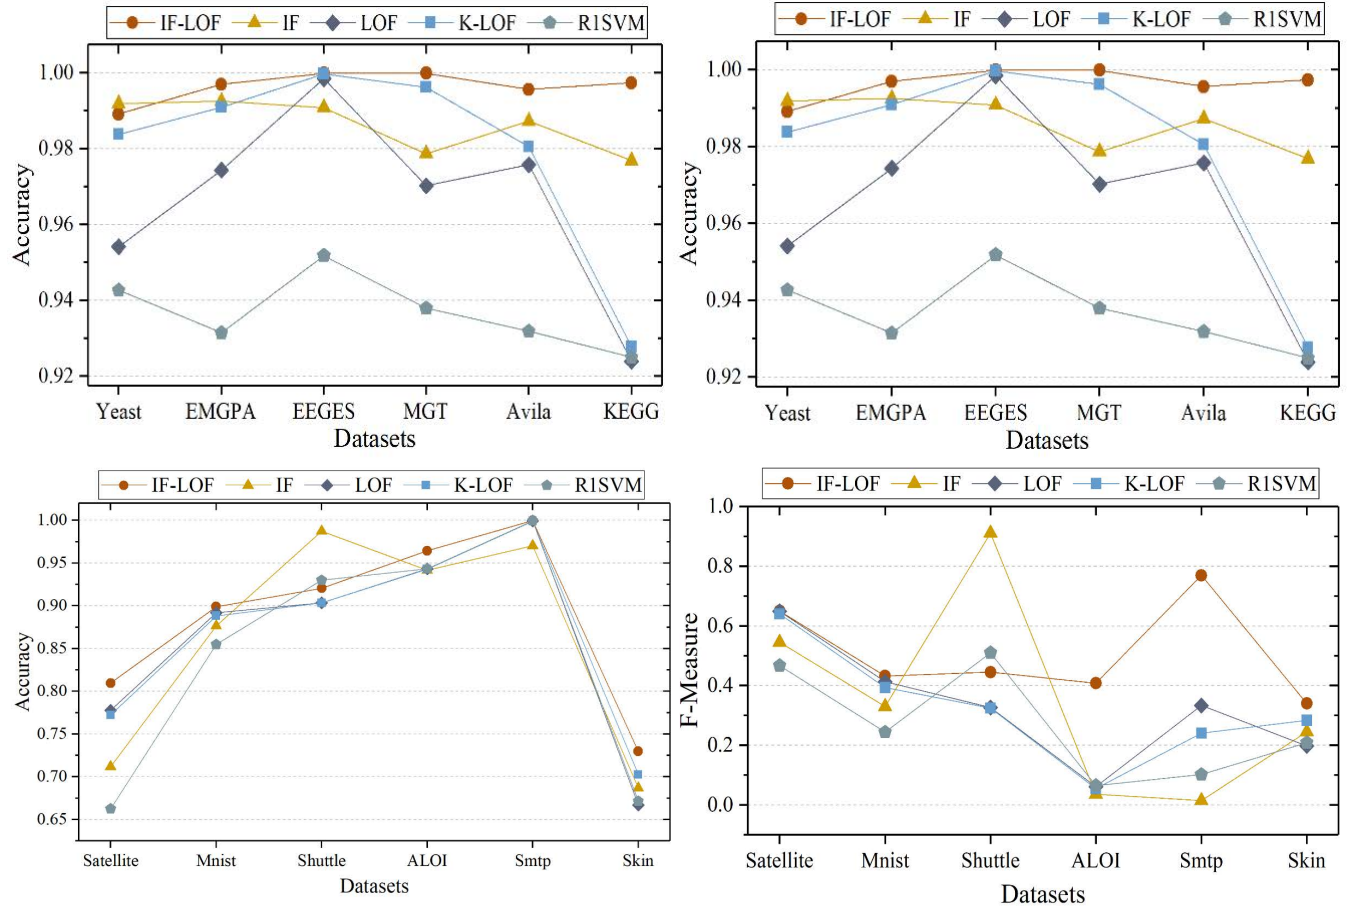 IF-LOF IF LOF K-LOF R1SVM
Accuracy
1.00
0.98
0.96
0.94
0.92
Yeast EMGPA EEGES MGT Avila KEGG
Datasets
IF-LOF IF LOF K-LOF R1SVM
Accuracy
1.00
0.98
0.96
0.94
0.92
Yeast EMGPA EEGES MGT Avila KEGG
Datasets
IF-LOF IF LOF K-LOF R1SVM
Accuracy
1.00
0.95
0.90
0.85
0.80
0.75
0.70
0.65
Satellite Mnist Shuttle ALOI Smtp Skin
Datasets
IF-LOF IF LOF K-LOF R1SVM
F-Measure
1.0
0.8
0.6
0.4
0.2
0.0
Satellite Mnist Shuttle ALOI Smtp Skin
Datasets